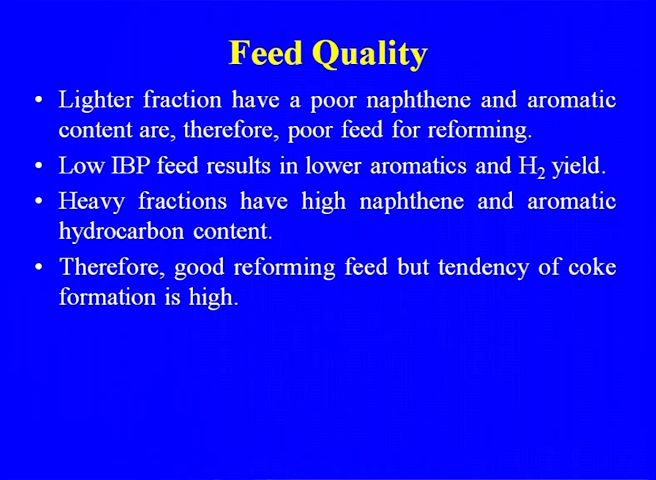 Feed Quality
• Lighter fraction have a poor naphthene and aromatic
content are, therefore, poor feed for reforming.
• Low IBP feed results in lower aromatics and H₂ yield.
• Heavy fractions have high naphthene and aromatic
hydrocarbon content.
• Therefore, good reforming feed but tendency of coke
formation is high.